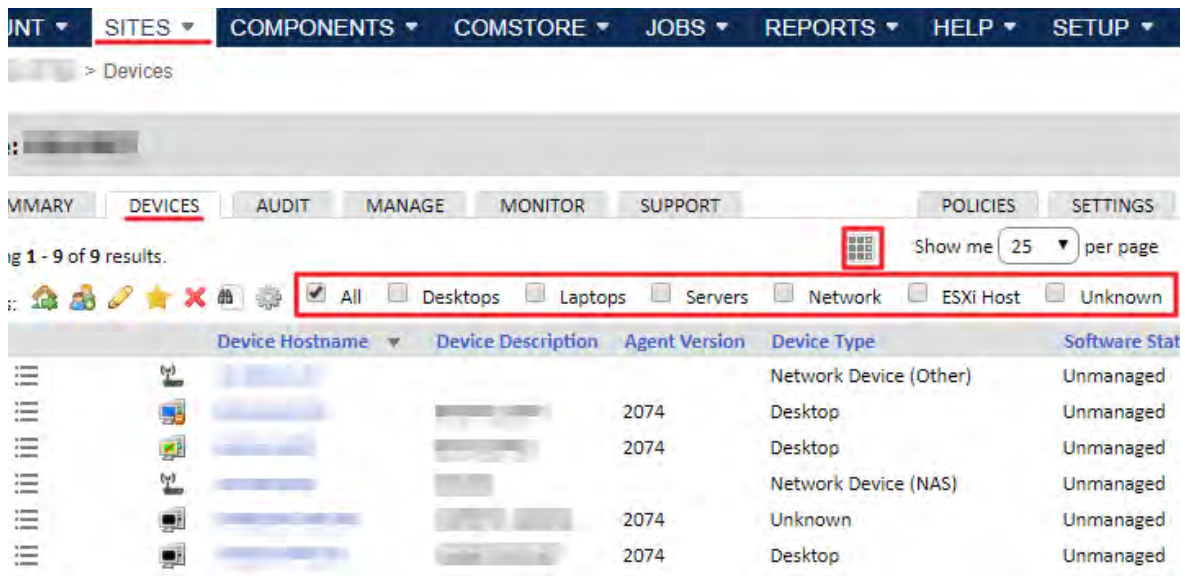 UNT SITES COMPONENTS COMSTORE JOBS REPORTS HELP SETUP
> Devices
e:
MMARY DEVICES AUDIT MANAGE MONITOR SUPPORT POLICIES SETTINGS
ng 1 - 9 of 9 results. Show me 25 per page
s: All Desktops Laptops Servers Network ESXi Host Unknown
Device Hostname Device Description Agent Version Device Type Software Stat
Network Device (Other) Unmanaged
2074 Desktop Unmanaged
2074 Desktop Unmanaged
Network Device (NAS) Unmanaged
2074 Unknown Unmanaged
2074 Desktop Unmanaged